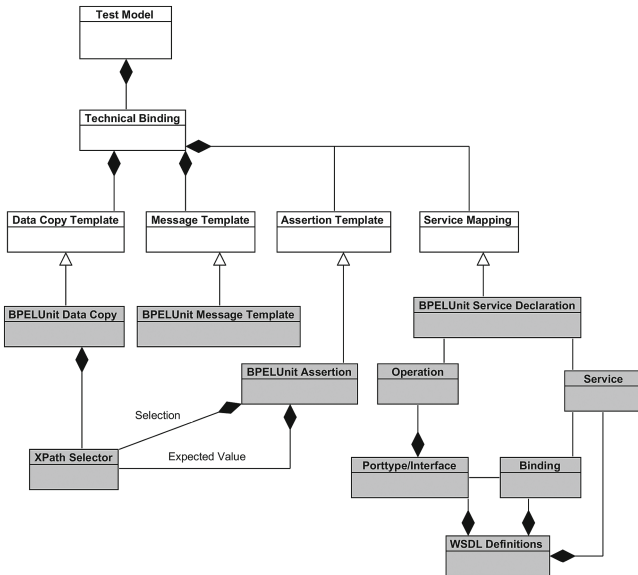 Test Model
Technical Binding
Data Copy Template
Message Template
Assertion Template
Service Mapping
BPELUnit Data Copy
BPELUnit Message Template
BPELUnit Service Declaration
BPELUnit Assertion
Operation
Service
Selection
XPath Selector
Expected Value
Porttype/Interface
Binding
WSDL Definitions